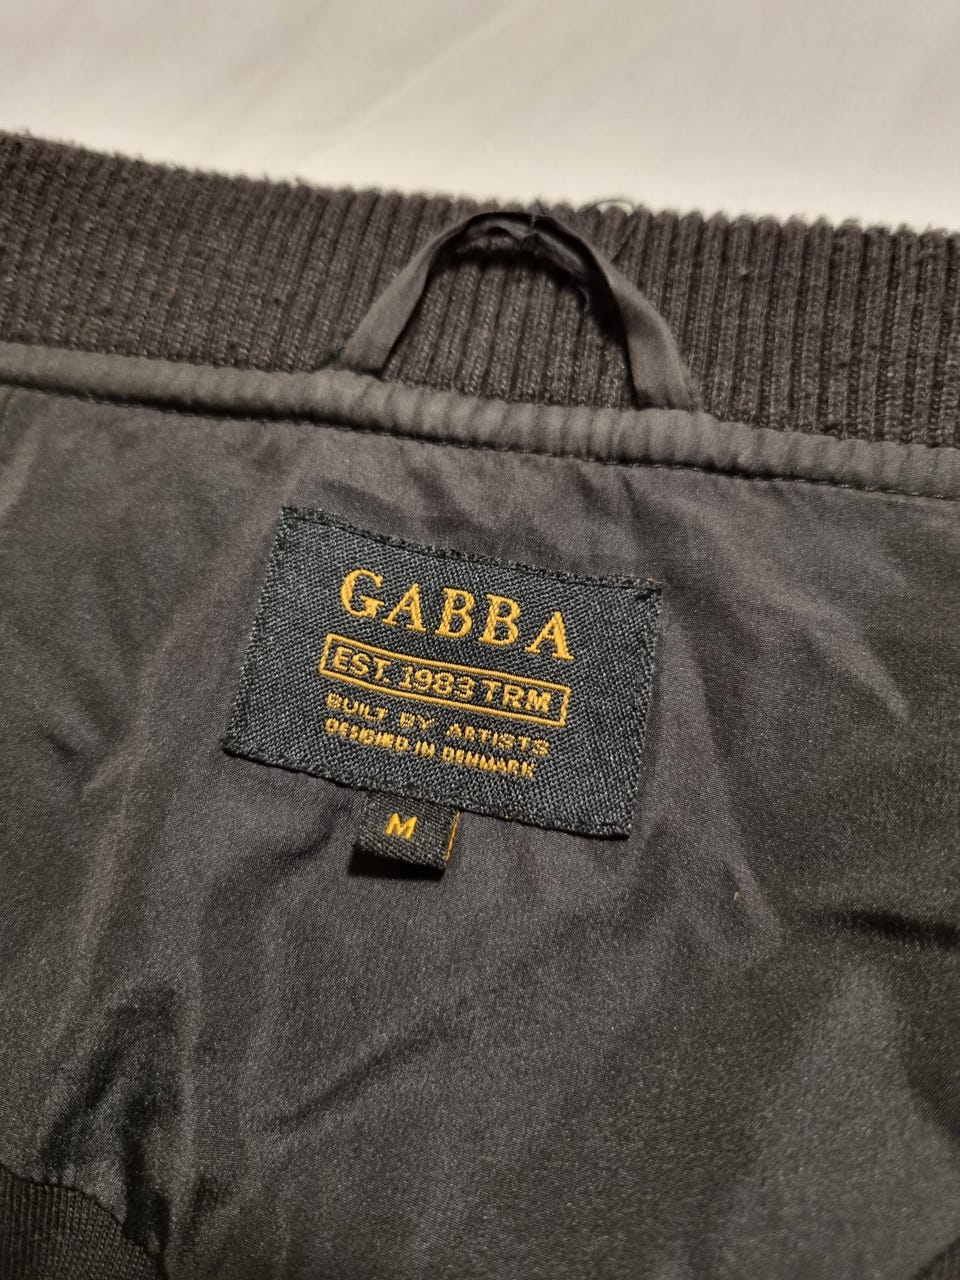 GABBA
EST. 1983 TRM
BUILT BY ARTISTS
DESIGNED IN DENMARK
M